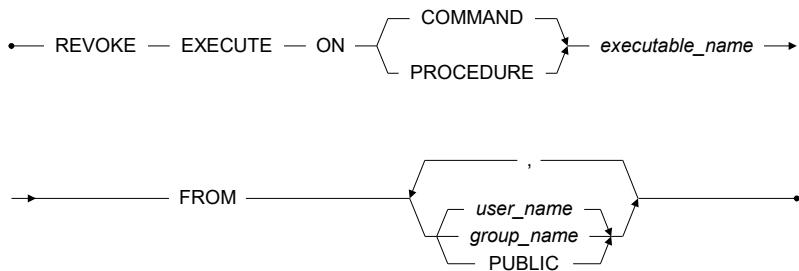 COMMAND
REVOKE EXECUTE ON executable_name
PROCEDURE
,
FROM
user_name
group_name
PUBLIC